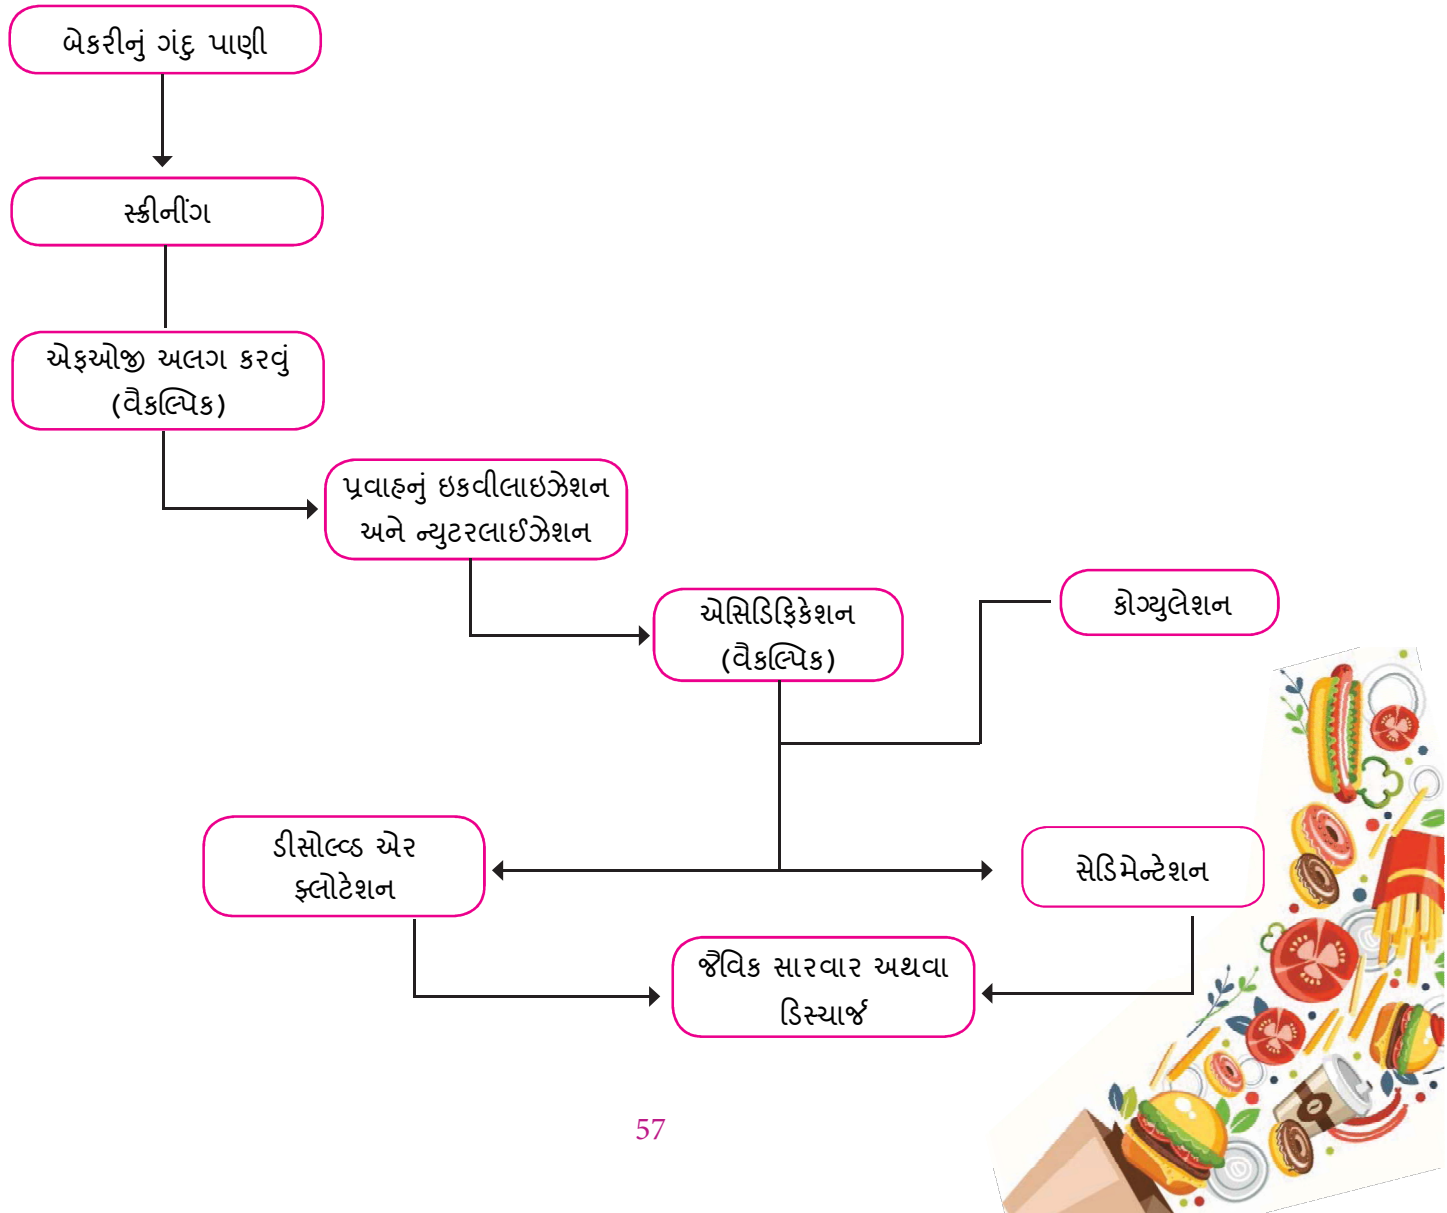 બેકરીનું ગંદુ પાણી
સ્ક્રીનીંગ
એફઓજી અલગ કરવું
(વૈકલ્પિક)
પ્રવાહનું ઇકવીલાઇઝેશન
અને ન્યુટરલાઈઝેશન
એસિડિફિકેશન
(વૈકલ્પિક)
કોગ્યુલેશન
ડીસોલ્વ્ડ એર
ફ્લોટેશન
સેડિમેન્ટેશન
જૈવિક સારવાર અથવા
ડિસ્ચાર્જ
57